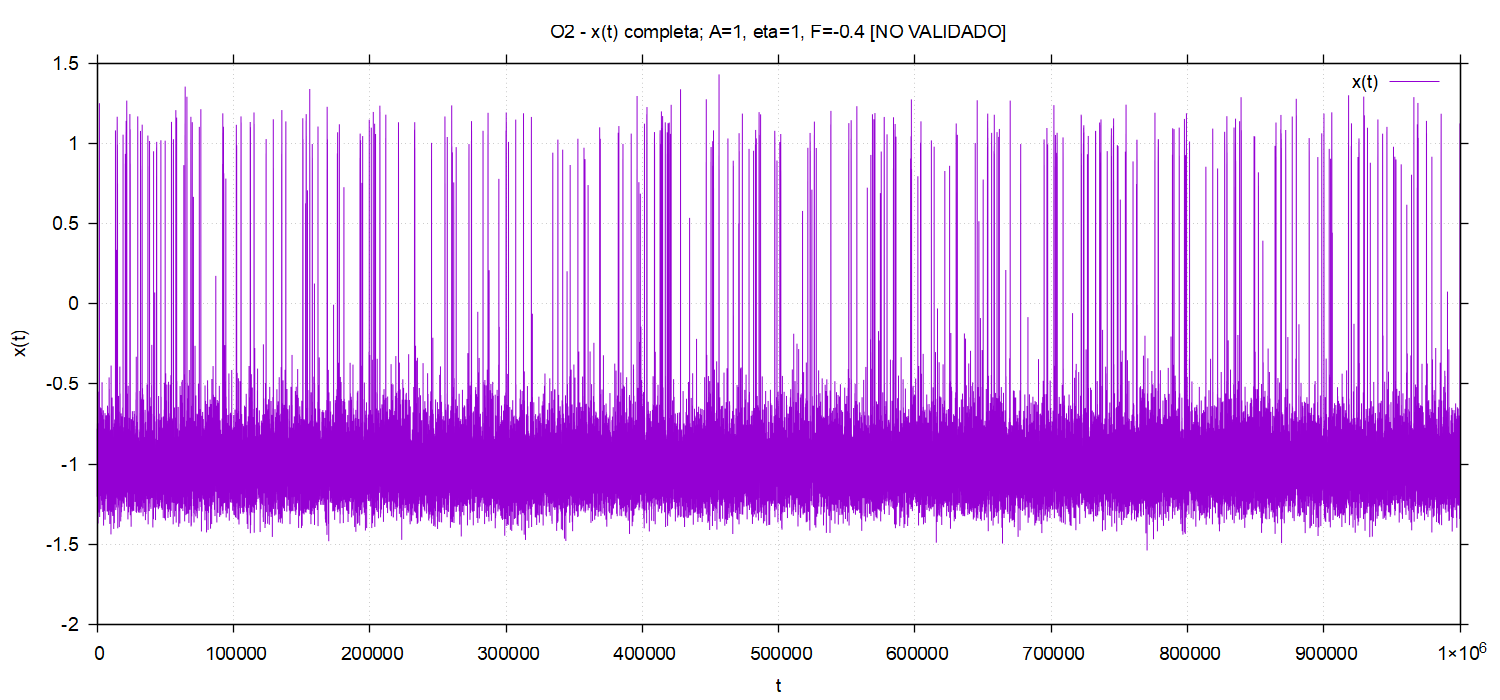 O2 - x(t) completa; A=1, eta=1, F=-0.4 [NO VALIDADO]
x(t)
1.5
1
0.5
0
-0.5
-1
-1.5
-2
x(t)
0 100000 200000 300000 400000 500000 600000 700000 800000 900000 1×10⁶
t